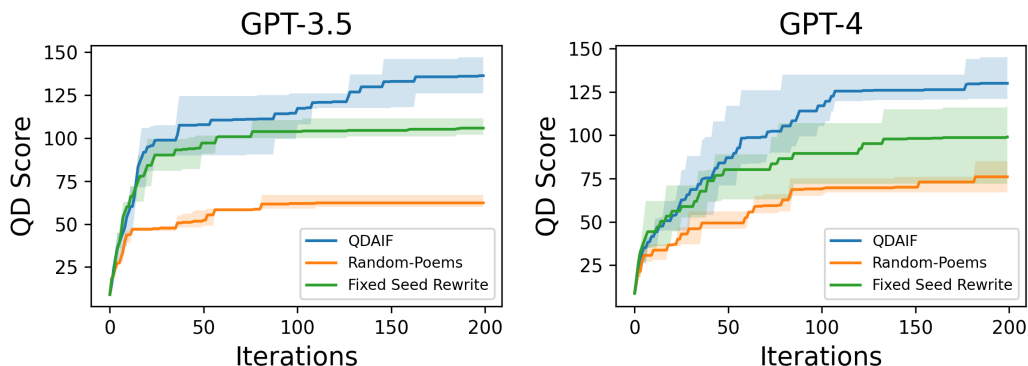 GPT-3.5
150
125
100
75
50
25
QD Score
0
50
100
150
200
Iterations
QDAIF
Random-Poems
Fixed Seed Rewrite
GPT-4
150
125
100
75
50
25
QD Score
0
50
100
150
200
Iterations
QDAIF
Random-Poems
Fixed Seed Rewrite